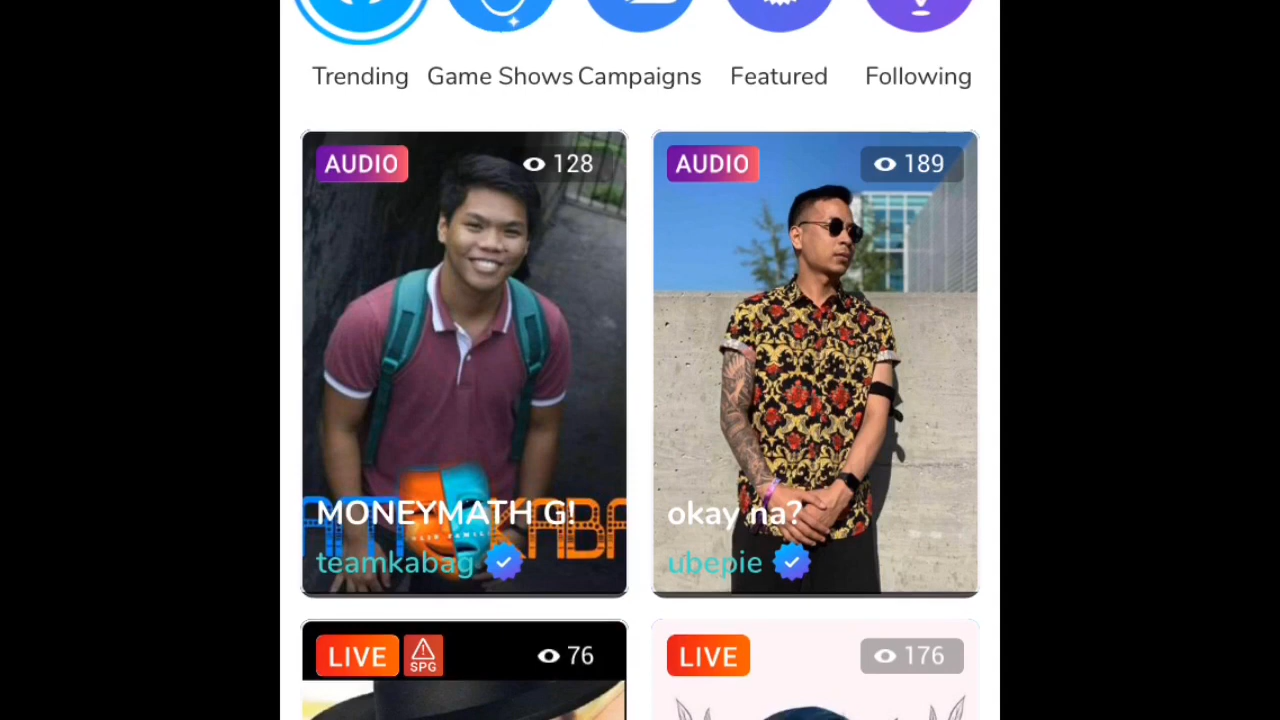 Trending Game Shows Campaigns Featured Following
AUDIO 128
AUDIO 189
MONEYMATH G!
teamkabag
okay na?
ubepie
LIVE SPG 76
LIVE 176